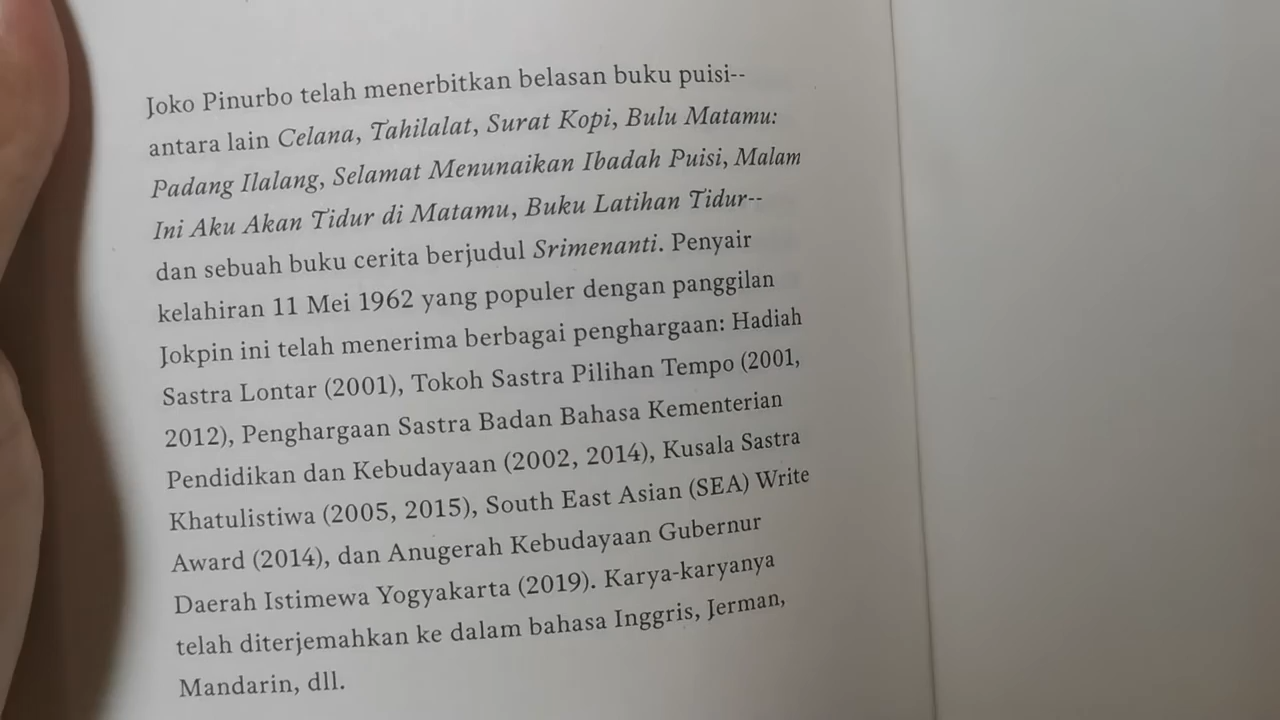 Joko Pinurbo telah menerbitkan belasan buku puisi--
antara lain Celana, Tahilalat, Surat Kopi, Bulu Matamu:
Padang Ilalang, Selamat Menunaikan Ibadah Puisi, Malam
Ini Aku Akan Tidur di Matamu, Buku Latihan Tidur--
dan sebuah buku cerita berjudul Srimenanti. Penyair
kelahiran 11 Mei 1962 yang populer dengan panggilan
Jokpin ini telah menerima berbagai penghargaan: Hadiah
Sastra Lontar (2001), Tokoh Sastra Pilihan Tempo (2001,
2012), Penghargaan Sastra Badan Bahasa Kementerian
Pendidikan dan Kebudayaan (2002, 2014), Kusala Sastra
Khatulistiwa (2005, 2015), South East Asian (SEA) Write
Award (2014), dan Anugerah Kebudayaan Gubernur
Daerah Istimewa Yogyakarta (2019). Karya-karyanya
telah diterjemahkan ke dalam bahasa Inggris, Jerman,
Mandarin, dll.